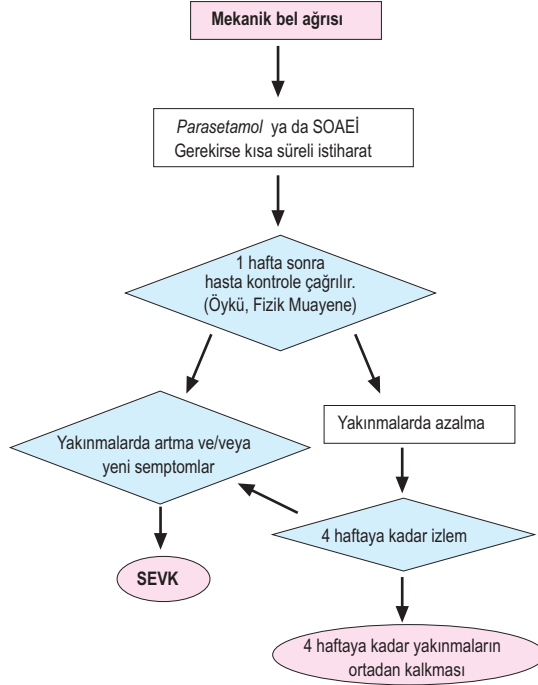 Mekanik bel ağrısı
Parasetamol ya da SOAEİ
Gerekirse kısa süreli istiharat
1 hafta sonra
hasta kontrole çağrılır.
(Öykü, Fizik Muayene)
Yakınmalarda artma ve/veya
yeni semptomlar
Yakınmalarda azalma
4 haftaya kadar izlem
SEVK
4 haftaya kadar yakınmaların
ortadan kalkması